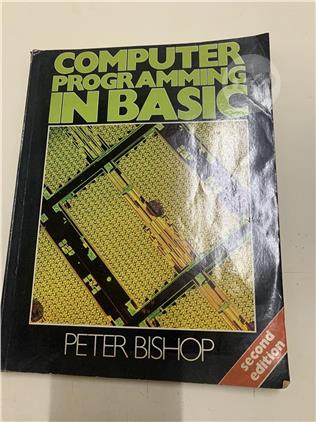 COMPUTER
PROGRAMMING
IN BASIC
PETER BISHOP
second
edition